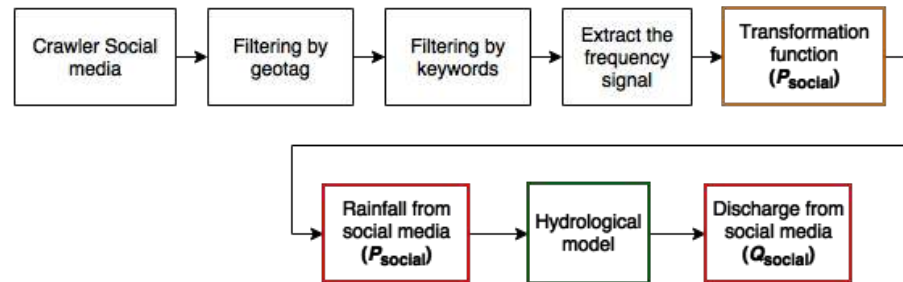 Crawler Social
media
Filtering by
geotag
Filtering by
keywords
Extract the
frequency
signal
Transformation
function
(Psocial)
Rainfall from
social media
(Psocial)
Hydrological
model
Discharge from
social media
(Qsocial)